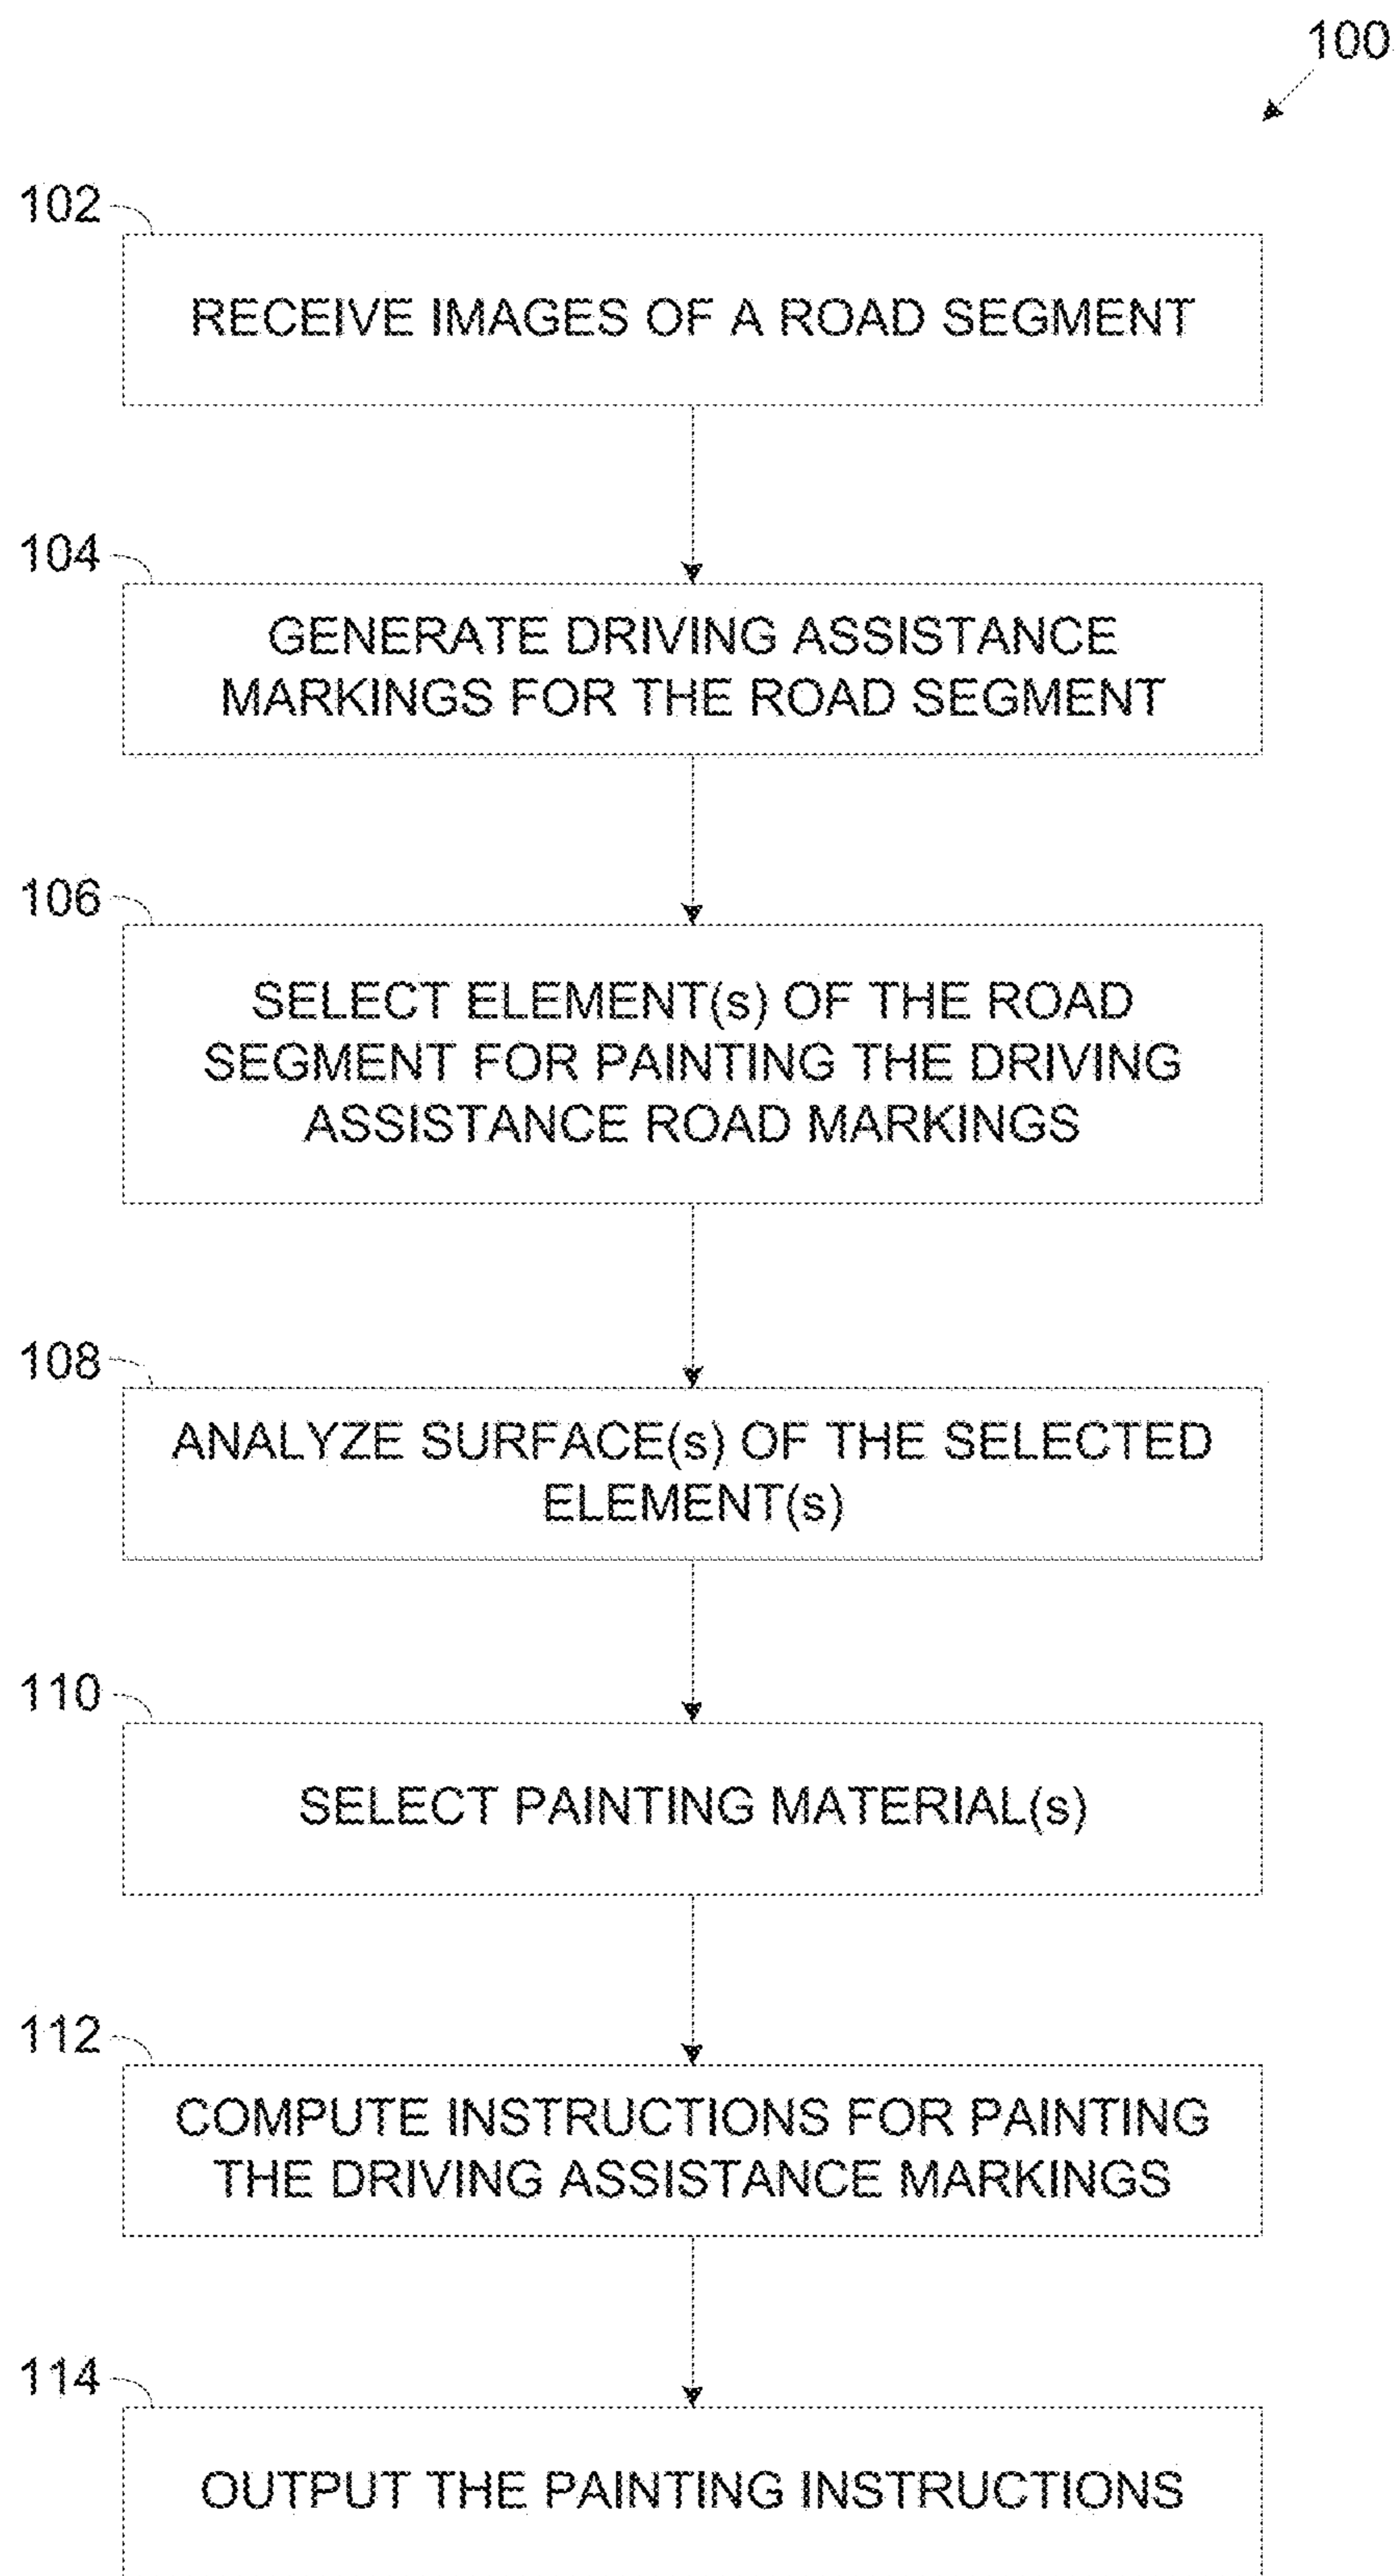 100
102
RECEIVE IMAGES OF A ROAD SEGMENT
104
GENERATE DRIVING ASSISTANCE
MARKINGS FOR THE ROAD SEGMENT
106
SELECT ELEMENT(s) OF THE ROAD
SEGMENT FOR PAINTING THE DRIVING
ASSISTANCE ROAD MARKINGS
108
ANALYZE SURFACE(s) OF THE SELECTED
ELEMENT(s)
110
SELECT PAINTING MATERIAL(s)
112
COMPUTE INSTRUCTIONS FOR PAINTING
THE DRIVING ASSISTANCE MARKINGS
114
OUTPUT THE PAINTING INSTRUCTIONS